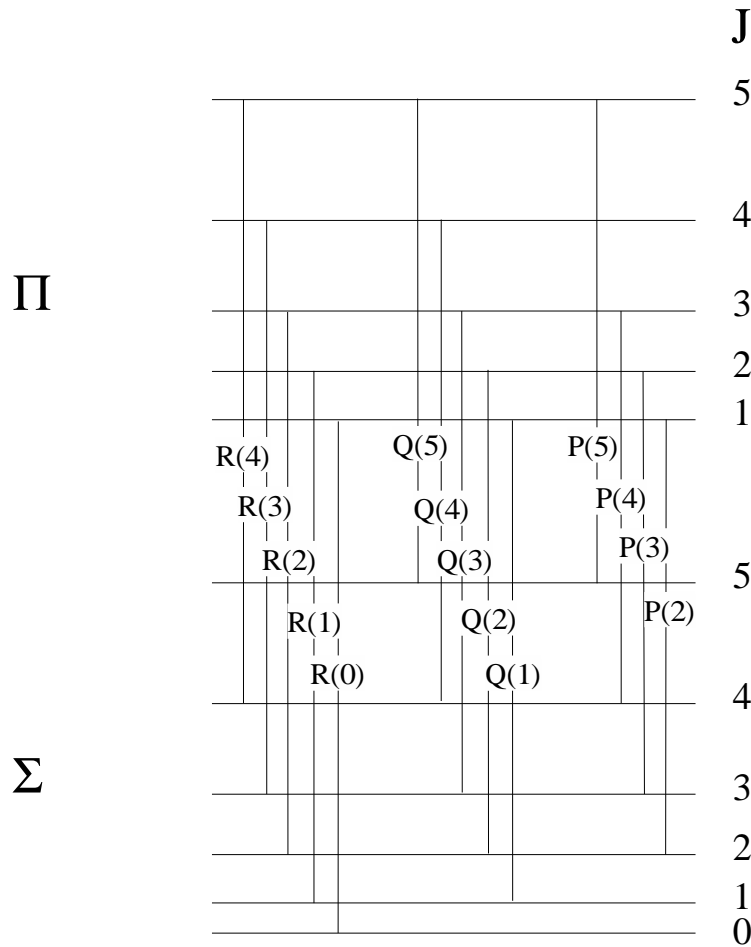 J
5
4
Π
3
2
1
R(4) Q(5) P(5)
R(3) Q(4) P(4)
R(2) Q(3) P(3)
5
R(1) Q(2) P(2)
R(0) Q(1)
4
Σ
3
2
1
0